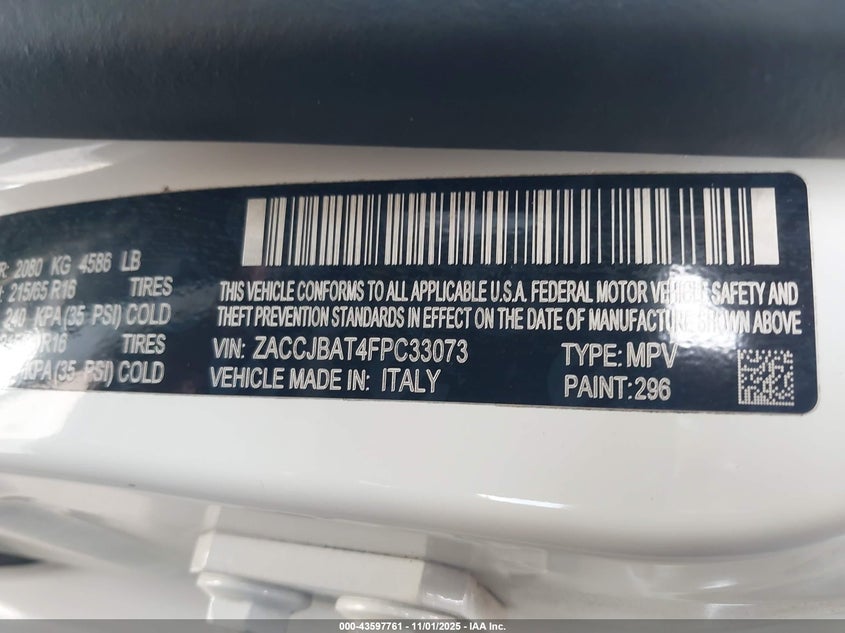 R: 2080 KG 4586 LB
: 215/65 R16 TIRES
240 KPA (35 PSI) COLD
R16 TIRES
KPA (35 PSI) COLD
THIS VEHICLE CONFORMS TO ALL APPLICABLE U.S.A. FEDERAL MOTOR VEHICLE SAFETY AND
THEFT PREVENTION STANDARDS IN EFFECT ON THE DATE OF MANUFACTURE SHOWN ABOVE
VIN: ZACCJBAT4FPC33073 TYPE: MPV
VEHICLE MADE IN: ITALY PAINT: 296
000-43597761 - 11/01/2025 - IAA Inc.